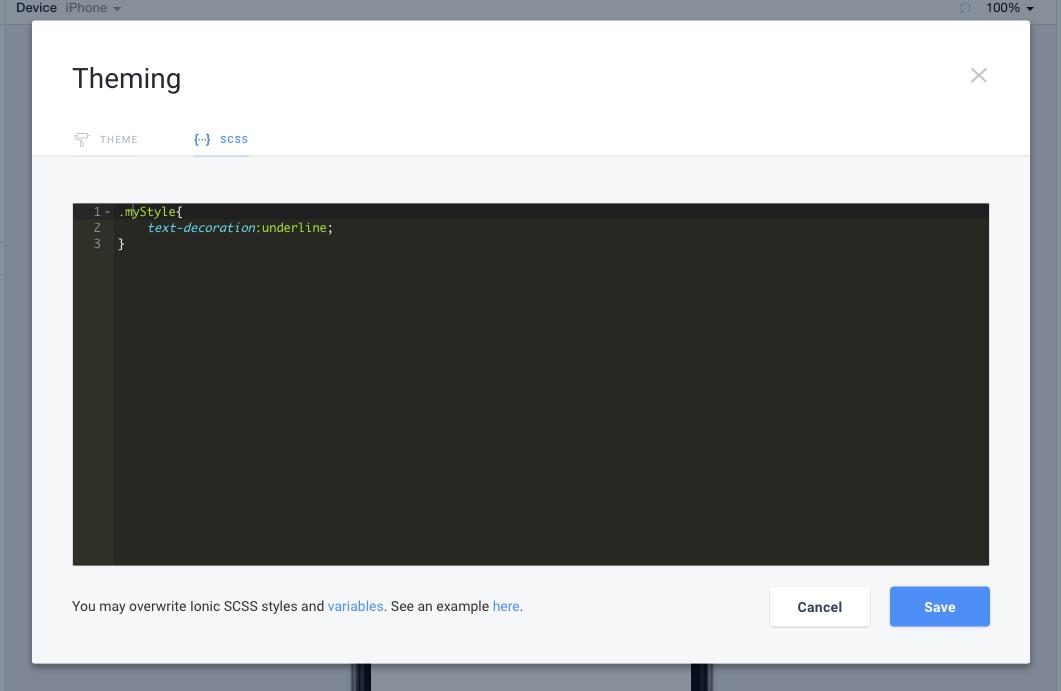 Device iPhone 100%
Theming
THEME {···} SCSS
1 .myStyle{
2     text-decoration:underline;
3 }
You may overwrite Ionic SCSS styles and variables. See an example here.
Cancel Save